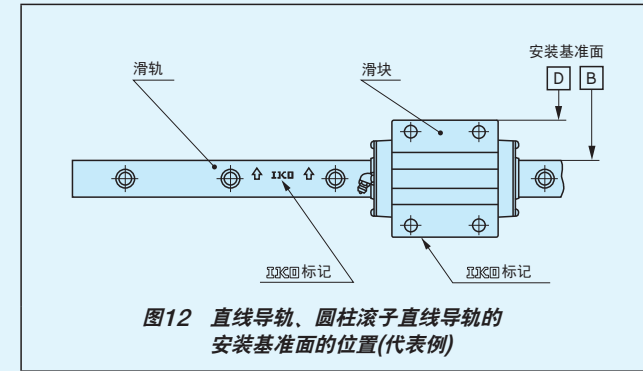 安装基准面
D B
滑轨
滑块
IKO
IKO标记
IKO标记
图12 直线导轨、圆柱滚子直线导轨的
安装基准面的位置(代表例)